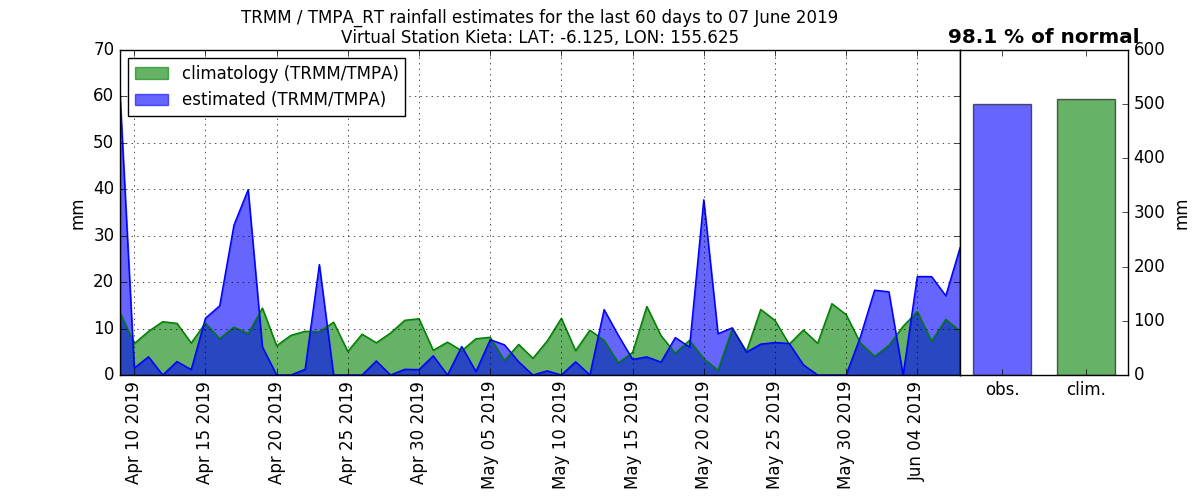 TRMM / TMPA_RT rainfall estimates for the last 60 days to 07 June 2019
Virtual Station Kieta: LAT: -6.125, LON: 155.625
98.1 % of normal
climatology (TRMM/TMPA)
estimated (TRMM/TMPA)
70
60
50
40
30
20
10
0
mm
Apr 10 2019
Apr 15 2019
Apr 20 2019
Apr 25 2019
Apr 30 2019
May 05 2019
May 10 2019
May 15 2019
May 20 2019
May 25 2019
May 30 2019
Jun 04 2019
600
500
400
300
200
100
0
mm
obs.
clim.